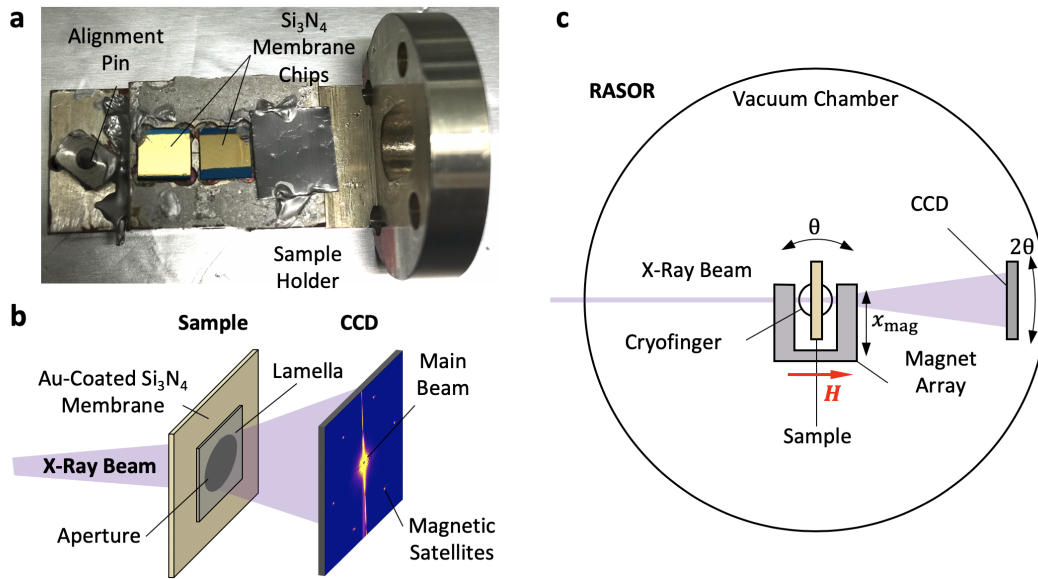 a
Alignment
Pin
Si₃N₄
Membrane
Chips
Sample
Holder
b
Sample
CCD
Au-Coated Si₃N₄
Membrane
Lamella
Main
Beam
X-Ray Beam
Aperture
Magnetic
Satellites
c
RASOR
Vacuum Chamber
CCD
θ
2θ
X-Ray Beam
Cryofinger
xmag
Magnet
Array
H
Sample